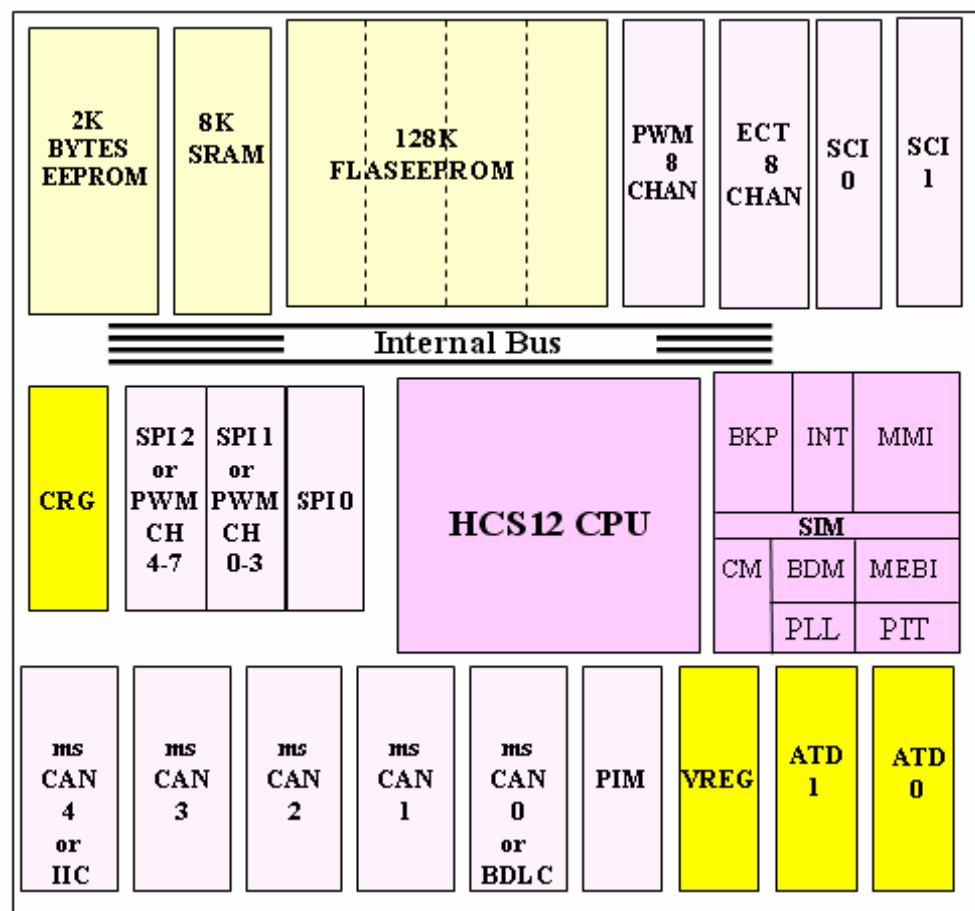 2K
BYTES
EEPROM
8K
SRAM
128K
FLASEEPROM
PWM
8
CHAN
ECT
8
CHAN
SCI
0
SCI
1
Internal Bus
CRG
SPI 2
or
PWM
CH
4-7
SPI 1
or
PWM
CH
0-3
SPI 0
HCS12 CPU
BKP
INT
MMI
SIM
CM
BDM
MEBI
PLL
PIT
ms
CAN
4
or
IIC
ms
CAN
3
ms
CAN
2
ms
CAN
1
ms
CAN
0
or
BDLC
PIM
VREG
ATD
1
ATD
0